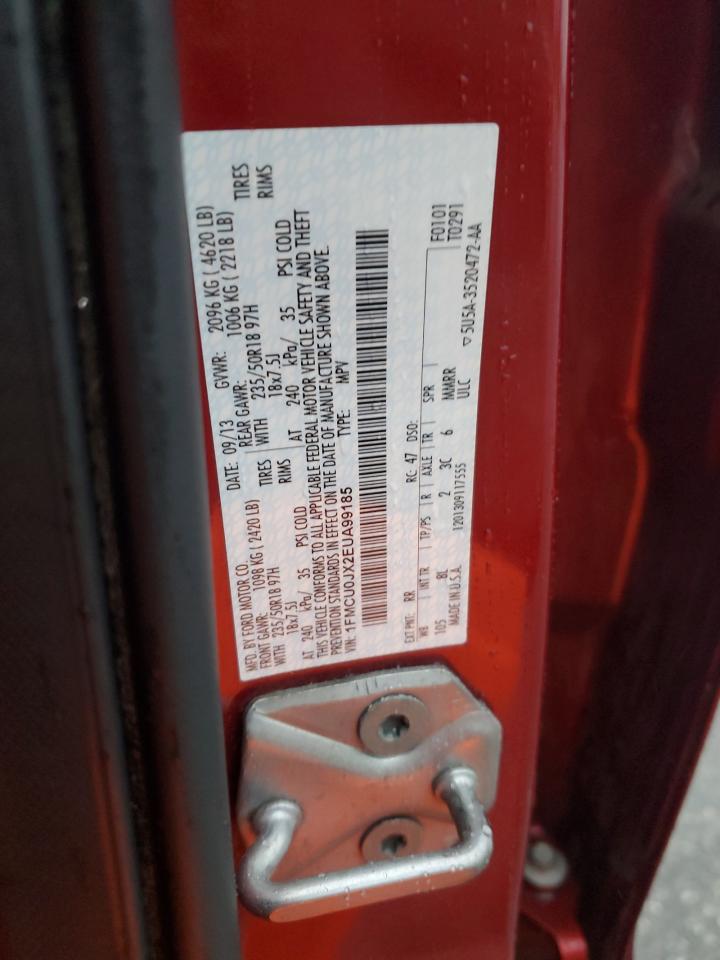 MFD. BY FORD MOTOR CO. DATE: 09/13 GVWR: 2096 KG ( 4620 LB)
FRONT GAWR: 1098 KG ( 2420 LB) REAR GAWR: 1006 KG ( 2218 LB)
WITH 235/50R18 97H TIRES WITH 235/50R18 97H TIRES
18x7.5J RIMS 18x7.5J RIMS
AT 240 kPa/ 35 PSI COLD AT 240 kPa/ 35 PSI COLD
THIS VEHICLE CONFORMS TO ALL APPLICABLE FEDERAL MOTOR VEHICLE SAFETY AND THEFT
PREVENTION STANDARDS IN EFFECT ON THE DATE OF MANUFACTURE SHOWN ABOVE.
VIN: 1FMCU0JX2EUA99185 TYPE: MPV
EXT PNT: RR RC: 47 DSO: F0101
WB INT TR TP/PS R AXLE TR SPR T0291
105 8L 2 3C 6 MMRR
MADE IN U.S.A. 1201309117555 ULC ▽5U5A-3520472-AA